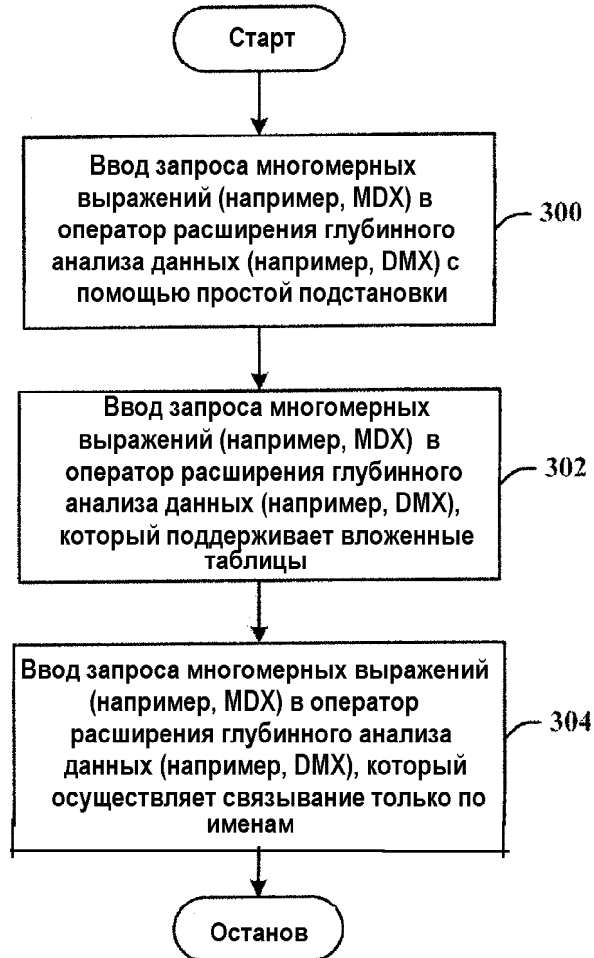 Старт
Ввод запроса многомерных
выражений (например, MDX) в
оператор расширения глубинного
анализа данных (например, DMX) с
помощью простой подстановки
300
Ввод запроса многомерных
выражений (например, MDX) в
оператор расширения глубинного
анализа данных (например, DMX),
который поддерживает вложенные
таблицы
302
Ввод запроса многомерных выражений
(например, MDX) в оператор
расширения глубинного анализа
данных (например, DMX), который
осуществляет связывание только по
именам
304
Останов